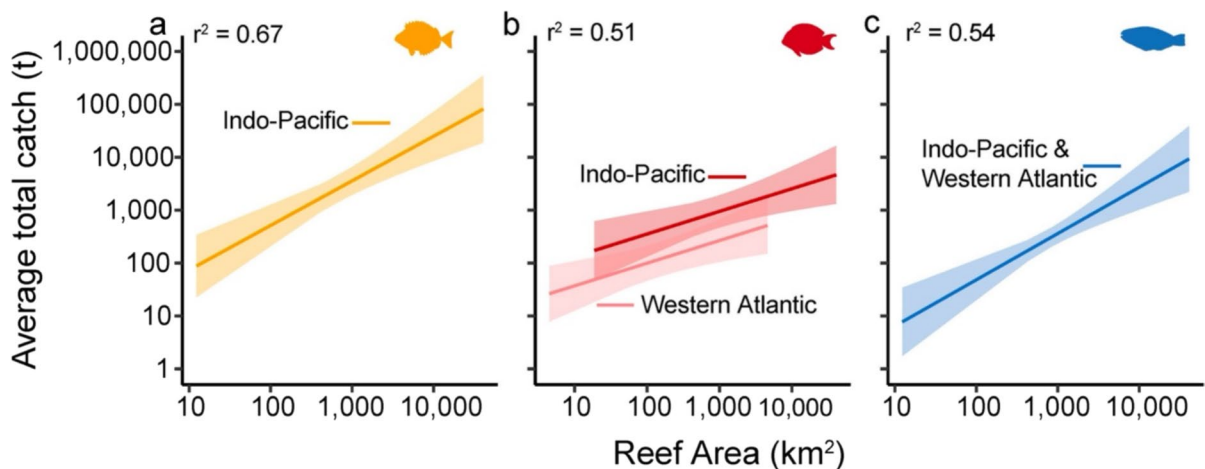 a
r² = 0.67
b
r² = 0.51
c
r² = 0.54
Average total catch (t)
1,000,000
100,000
10,000
1,000
100
10
1
Indo-Pacific
Indo-Pacific
Western Atlantic
Indo-Pacific &
Western Atlantic
10 100 1,000 10,000
10 100 1,000 10,000
10 100 1,000 10,000
Reef Area (km²)